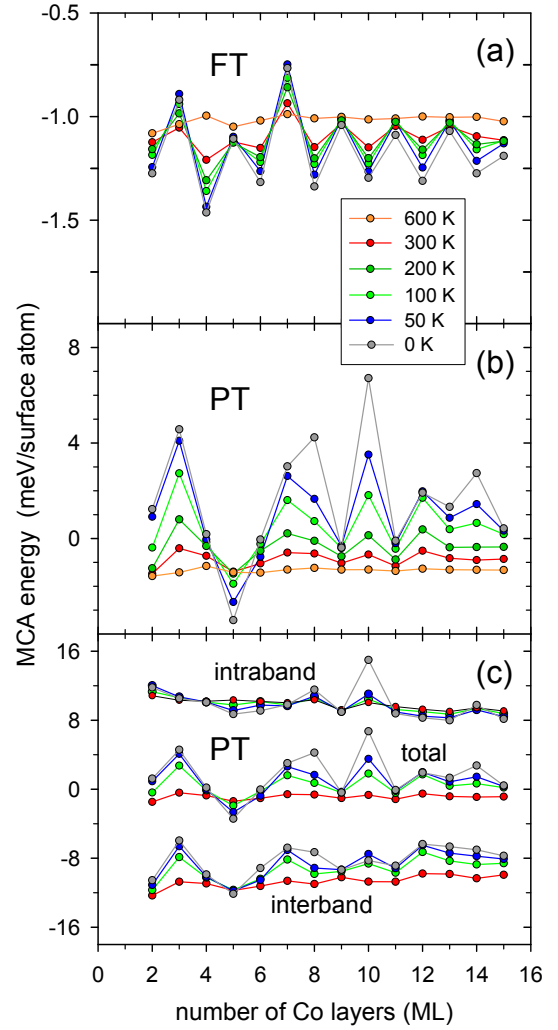 -0.5
(a)
FT
-1.0
-1.5
600 K
300 K
200 K
100 K
50 K
0 K
8
(b)
PT
4
0
MCA energy (meV/surface atom)
16
(c)
intraband
8
PT
total
0
-8
interband
-16
0 2 4 6 8 10 12 14 16
number of Co layers (ML)